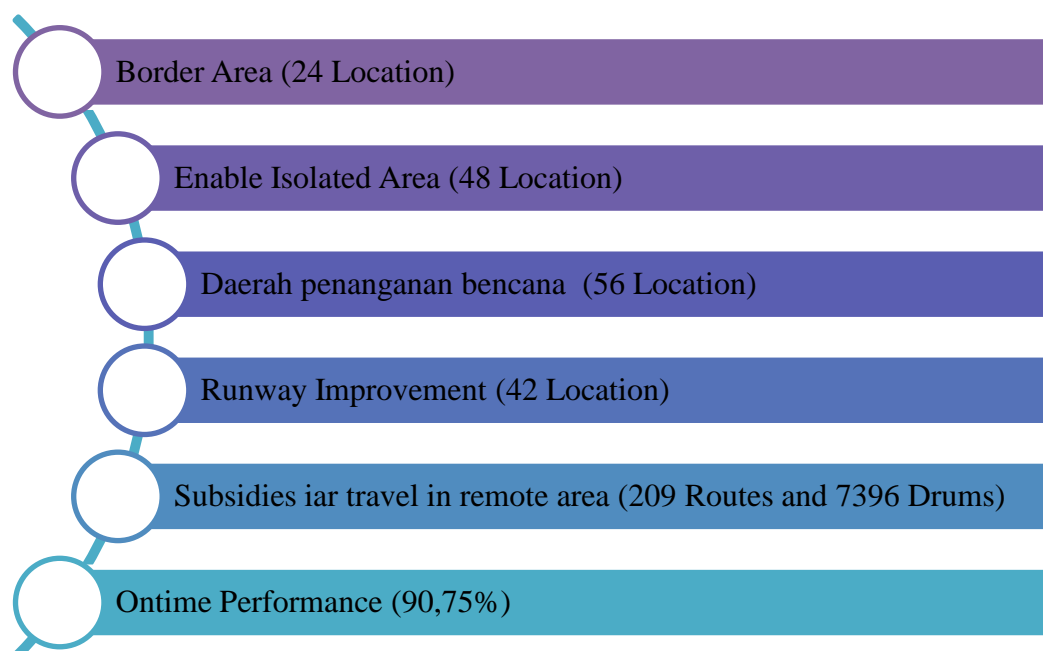 Border Area (24 Location)
Enable Isolated Area (48 Location)
Daerah penanganan bencana  (56 Location)
Runway Improvement (42 Location)
Subsidies iar travel in remote area (209 Routes and 7396 Drums)
Ontime Performance (90,75%)